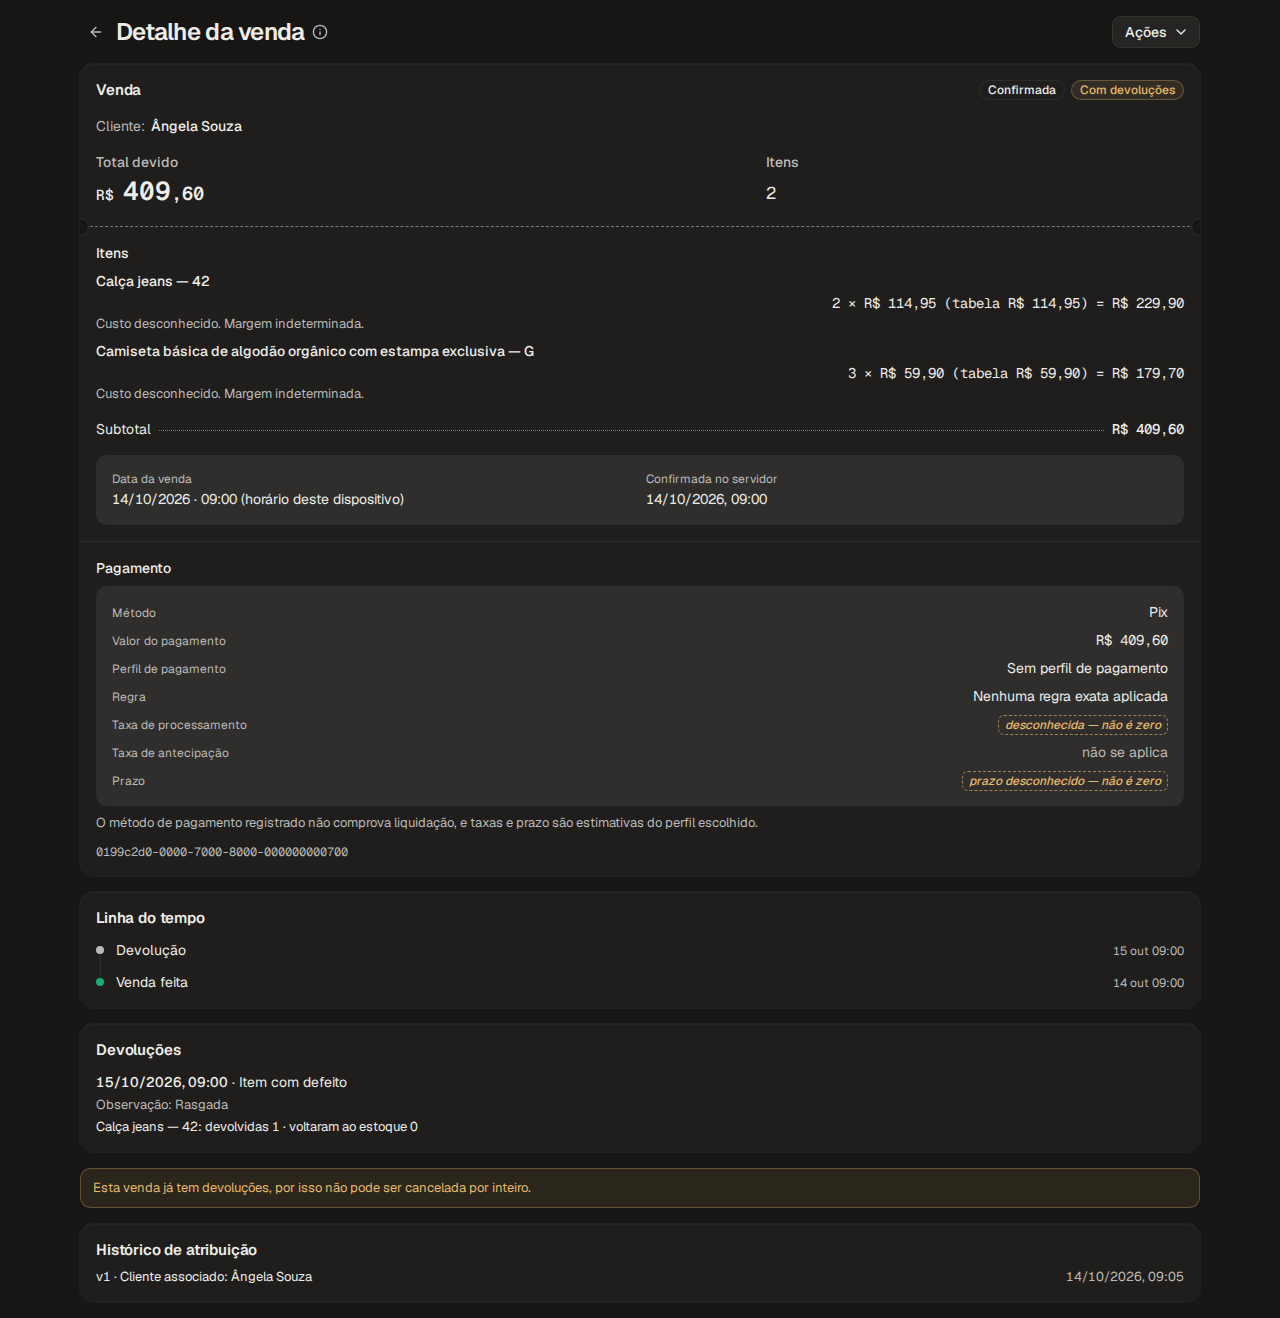 Detalhe da venda
Ações
Venda
Confirmada
Com devoluções
Cliente: Ângela Souza
Total devido
Itens
R$ 409,60
2
Itens
Calça jeans — 42
2 × R$ 114,95 (tabela R$ 114,95) = R$ 229,90
Custo desconhecido. Margem indeterminada.
Camiseta básica de algodão orgânico com estampa exclusiva — G
3 × R$ 59,90 (tabela R$ 59,90) = R$ 179,70
Custo desconhecido. Margem indeterminada.
Subtotal R$ 409,60
Data da venda
Confirmada no servidor
14/10/2026 · 09:00 (horário deste dispositivo)
14/10/2026, 09:00
Pagamento
Método Pix
Valor do pagamento R$ 409,60
Perfil de pagamento Sem perfil de pagamento
Regra Nenhuma regra exata aplicada
Taxa de processamento desconhecida — não é zero
Taxa de antecipação não se aplica
Prazo prazo desconhecido — não é zero
O método de pagamento registrado não comprova liquidação, e taxas e prazo são estimativas do perfil escolhido.
0199c2d0-0000-7000-8000-000000000700
Linha do tempo
Devolução 15 out 09:00
Venda feita 14 out 09:00
Devoluções
15/10/2026, 09:00 · Item com defeito
Observação: Rasgada
Calça jeans — 42: devolvidas 1 · voltaram ao estoque 0
Esta venda já tem devoluções, por isso não pode ser cancelada por inteiro.
Histórico de atribuição
v1 · Cliente associado: Ângela Souza 14/10/2026, 09:05